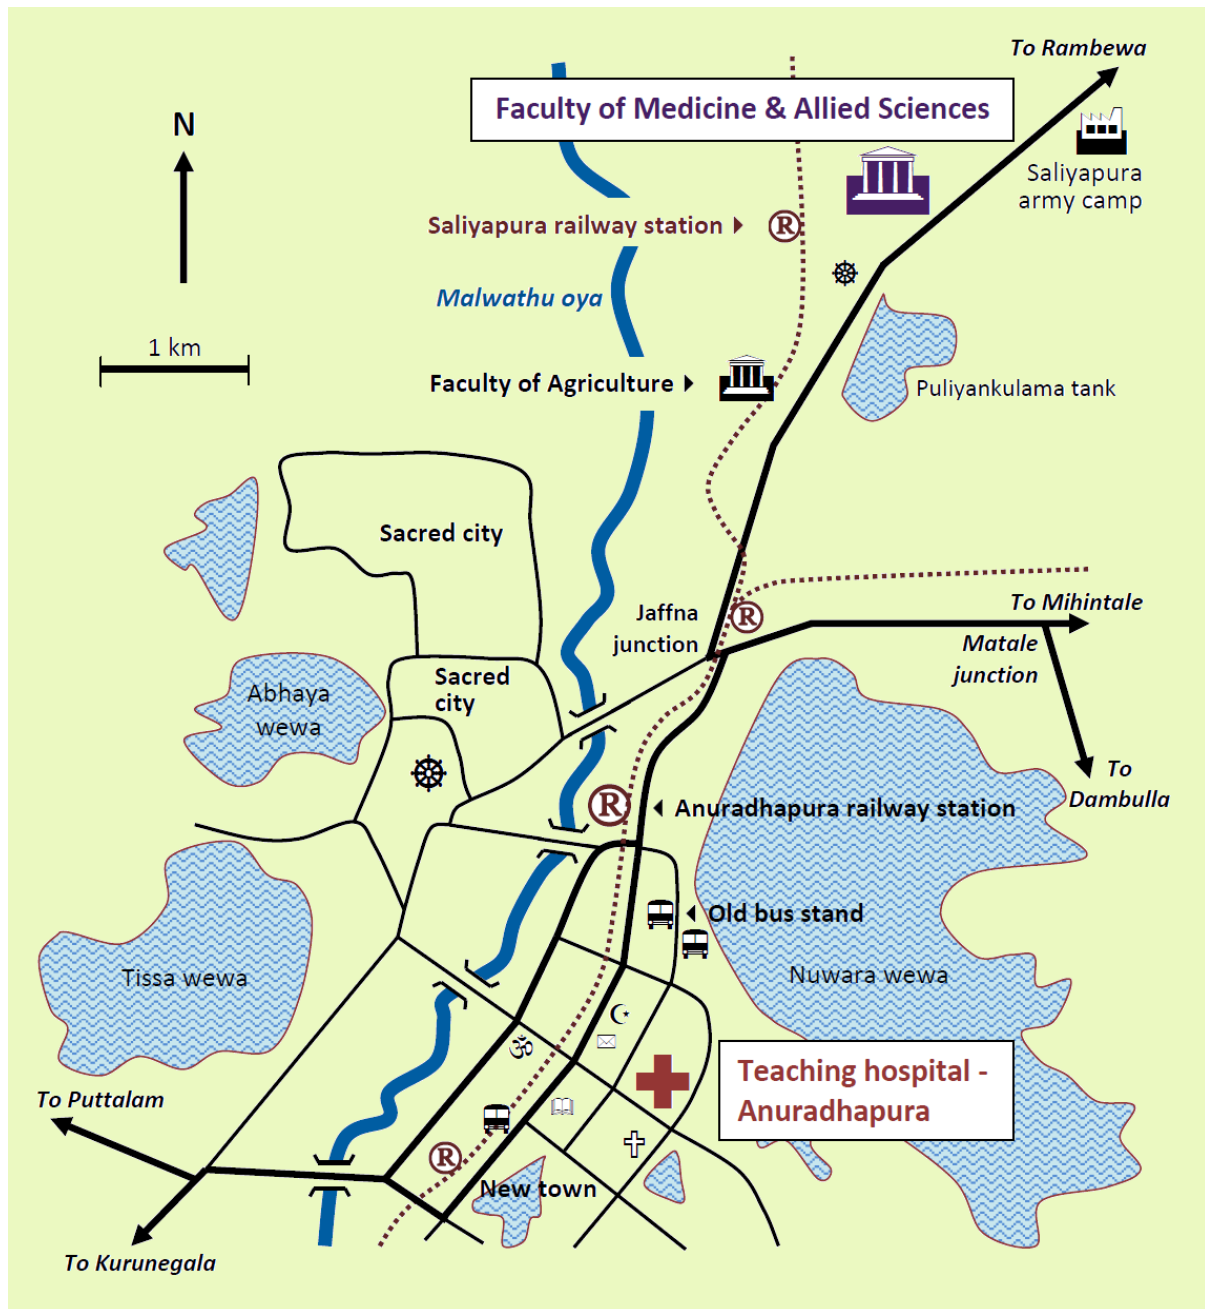 To Rambewa
Faculty of Medicine & Allied Sciences
N
Saliyapura
army camp
Saliyapura railway station
R
Malwathu oya
1 km
Faculty of Agriculture
Puliyankulama tank
Sacred city
To Mihintale
Jaffna
junction
R
Matale
junction
Sacred
city
Abhaya
wewa
To
Dambulla
R
Anuradhapura railway station
Old bus stand
Tissa wewa
Nuwara wewa
ॐ
Teaching hospital -
Anuradhapura
To Puttalam
R
New town
To Kurunegala